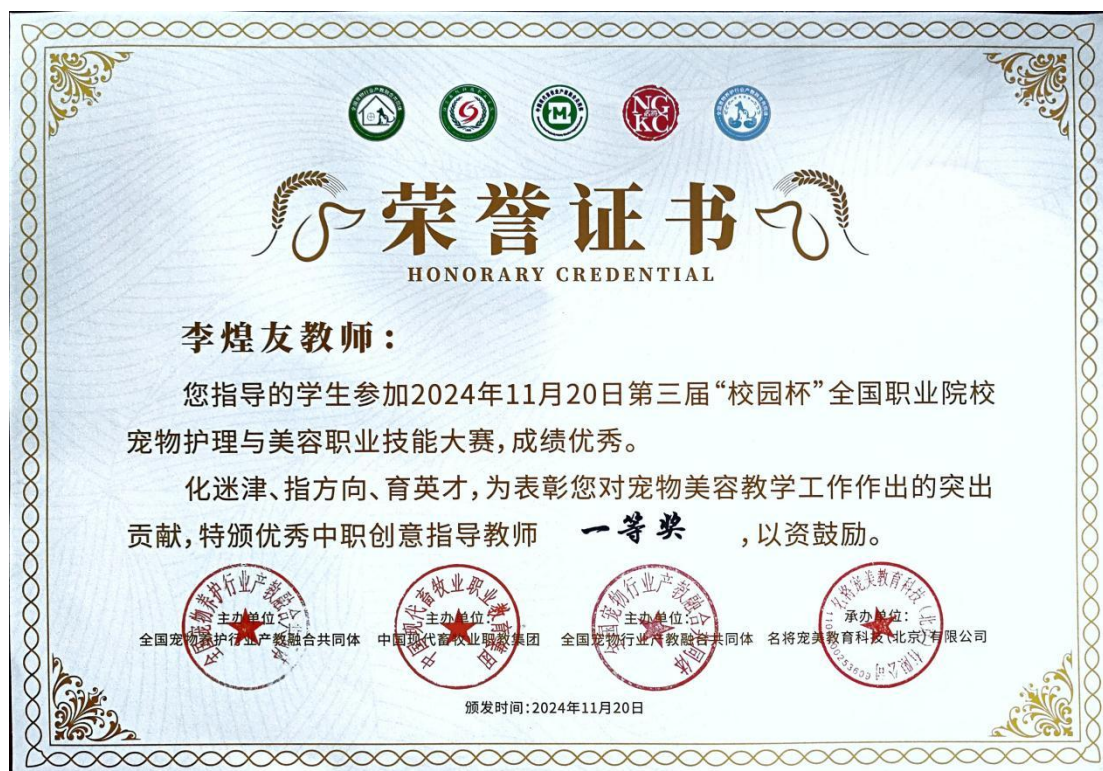 NG
KC
荣誉证书
HONORARY CREDENTIAL
李煌友教师：
您指导的学生参加2024年11月20日第三届“校园杯”全国职业院校
宠物护理与美容职业技能大赛，成绩优秀。
化迷津、指方向、育英才，为表彰您对宠物美容教学工作作出的突出
贡献，特颁优秀中职创意指导教师 一等奖 ，以资鼓励。
主办单位： 主办单位： 主办单位： 承办单位：
全国宠物养护行业产教融合共同体 中国现代畜牧业职教集团 全国宠物行业产教融合共同体 名将宠美教育科技（北京）有限公司
颁发时间：2024年11月20日